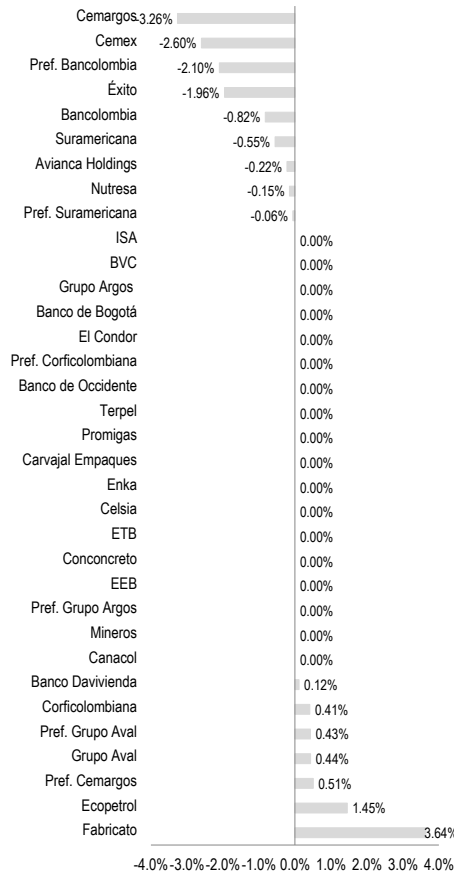 Cemargos -3.26%
Cemex -2.60%
Pref. Bancolombia -2.10%
Éxito -1.96%
Bancolombia -0.82%
Suramericana -0.55%
Avianca Holdings -0.22%
Nutresa -0.15%
Pref. Suramericana -0.06%
ISA 0.00%
BVC 0.00%
Grupo Argos 0.00%
Banco de Bogotá 0.00%
El Condor 0.00%
Pref. Corficolombiana 0.00%
Banco de Occidente 0.00%
Terpel 0.00%
Promigas 0.00%
Carvajal Empaques 0.00%
Enka 0.00%
Celsia 0.00%
ETB 0.00%
Conconcreto 0.00%
EEB 0.00%
Pref. Grupo Argos 0.00%
Mineros 0.00%
Canacol 0.00%
Banco Davivienda 0.12%
Corficolombiana 0.41%
Pref. Grupo Aval 0.43%
Grupo Aval 0.44%
Pref. Cemargos 0.51%
Ecopetrol 1.45%
Fabricato 3.64%
-4.0% -3.0% -2.0% -1.0% 0.0% 1.0% 2.0% 3.0% 4.0%